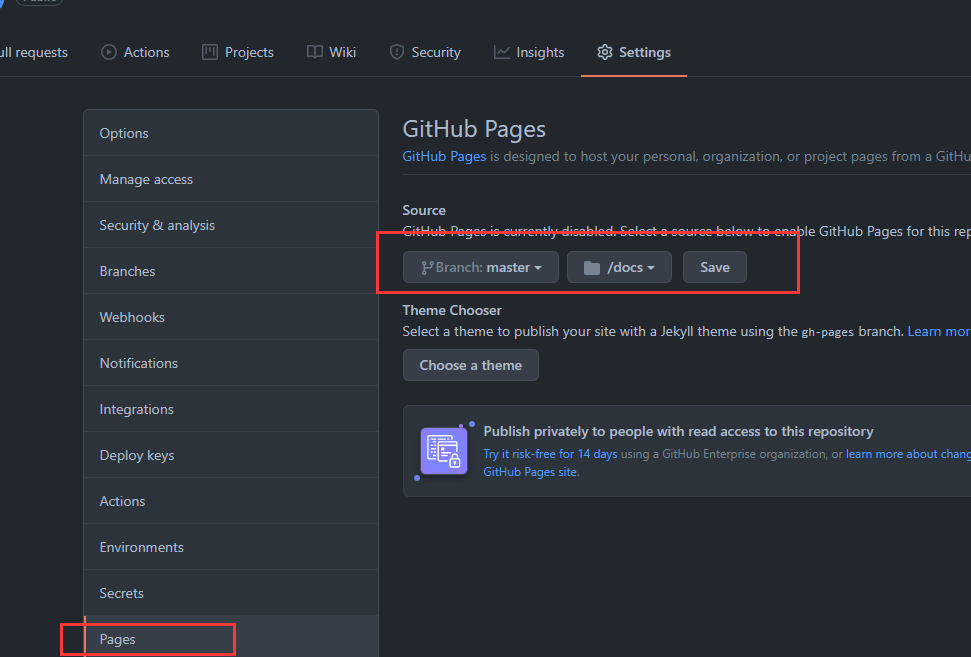 ull requests
Actions
Projects
Wiki
Security
Insights
Settings
Options
Manage access
Security & analysis
Branches
Webhooks
Notifications
Integrations
Deploy keys
Actions
Environments
Secrets
Pages
GitHub Pages
GitHub Pages is designed to host your personal, organization, or project pages from a GitHu
Source
GitHub Pages is currently disabled. Select a source below to enable GitHub Pages for this rep
Branch: master
/docs
Save
Theme Chooser
Select a theme to publish your site with a Jekyll theme using the gh-pages branch. Learn mor
Choose a theme
Publish privately to people with read access to this repository
Try it risk-free for 14 days using a GitHub Enterprise organization, or learn more about chang
GitHub Pages site.